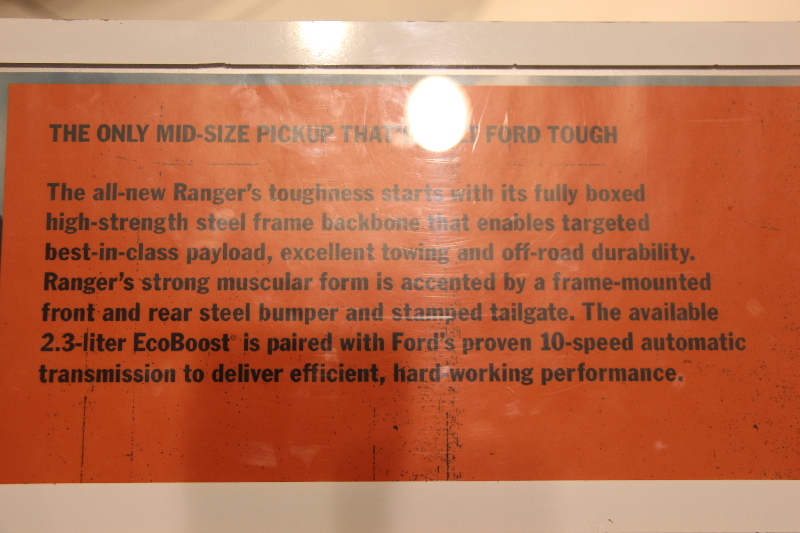 THE ONLY MID-SIZE PICKUP THAT'S FORD TOUGH
The all-new Ranger's toughness starts with its fully boxed
high-strength steel frame backbone that enables targeted
best-in-class payload, excellent towing and off-road durability.
Ranger's strong muscular form is accented by a frame-mounted
front and rear steel bumper and stamped tailgate. The available
2.3-liter EcoBoost® is paired with Ford's proven 10-speed automatic
transmission to deliver efficient, hard-working performance.